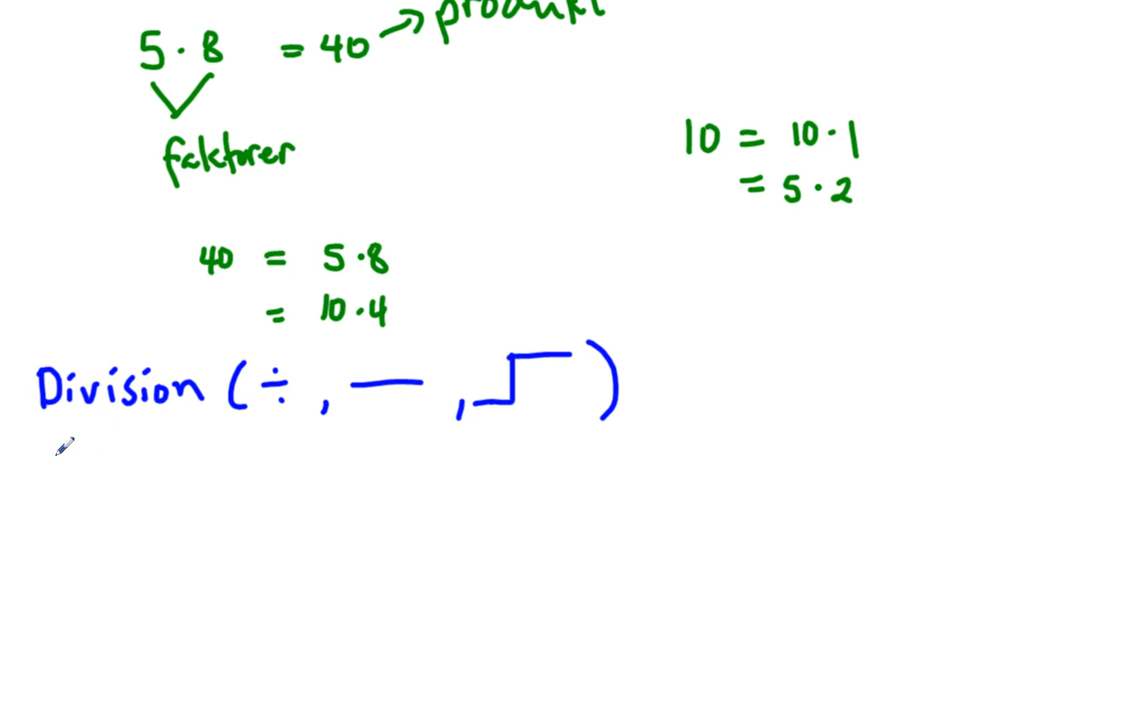 5 · 8 = 40 → produkt
faktorer
10 = 10 · 1
= 5 · 2
40 = 5 · 8
= 10 · 4
Division ( ÷ , — , _⌈‾ )